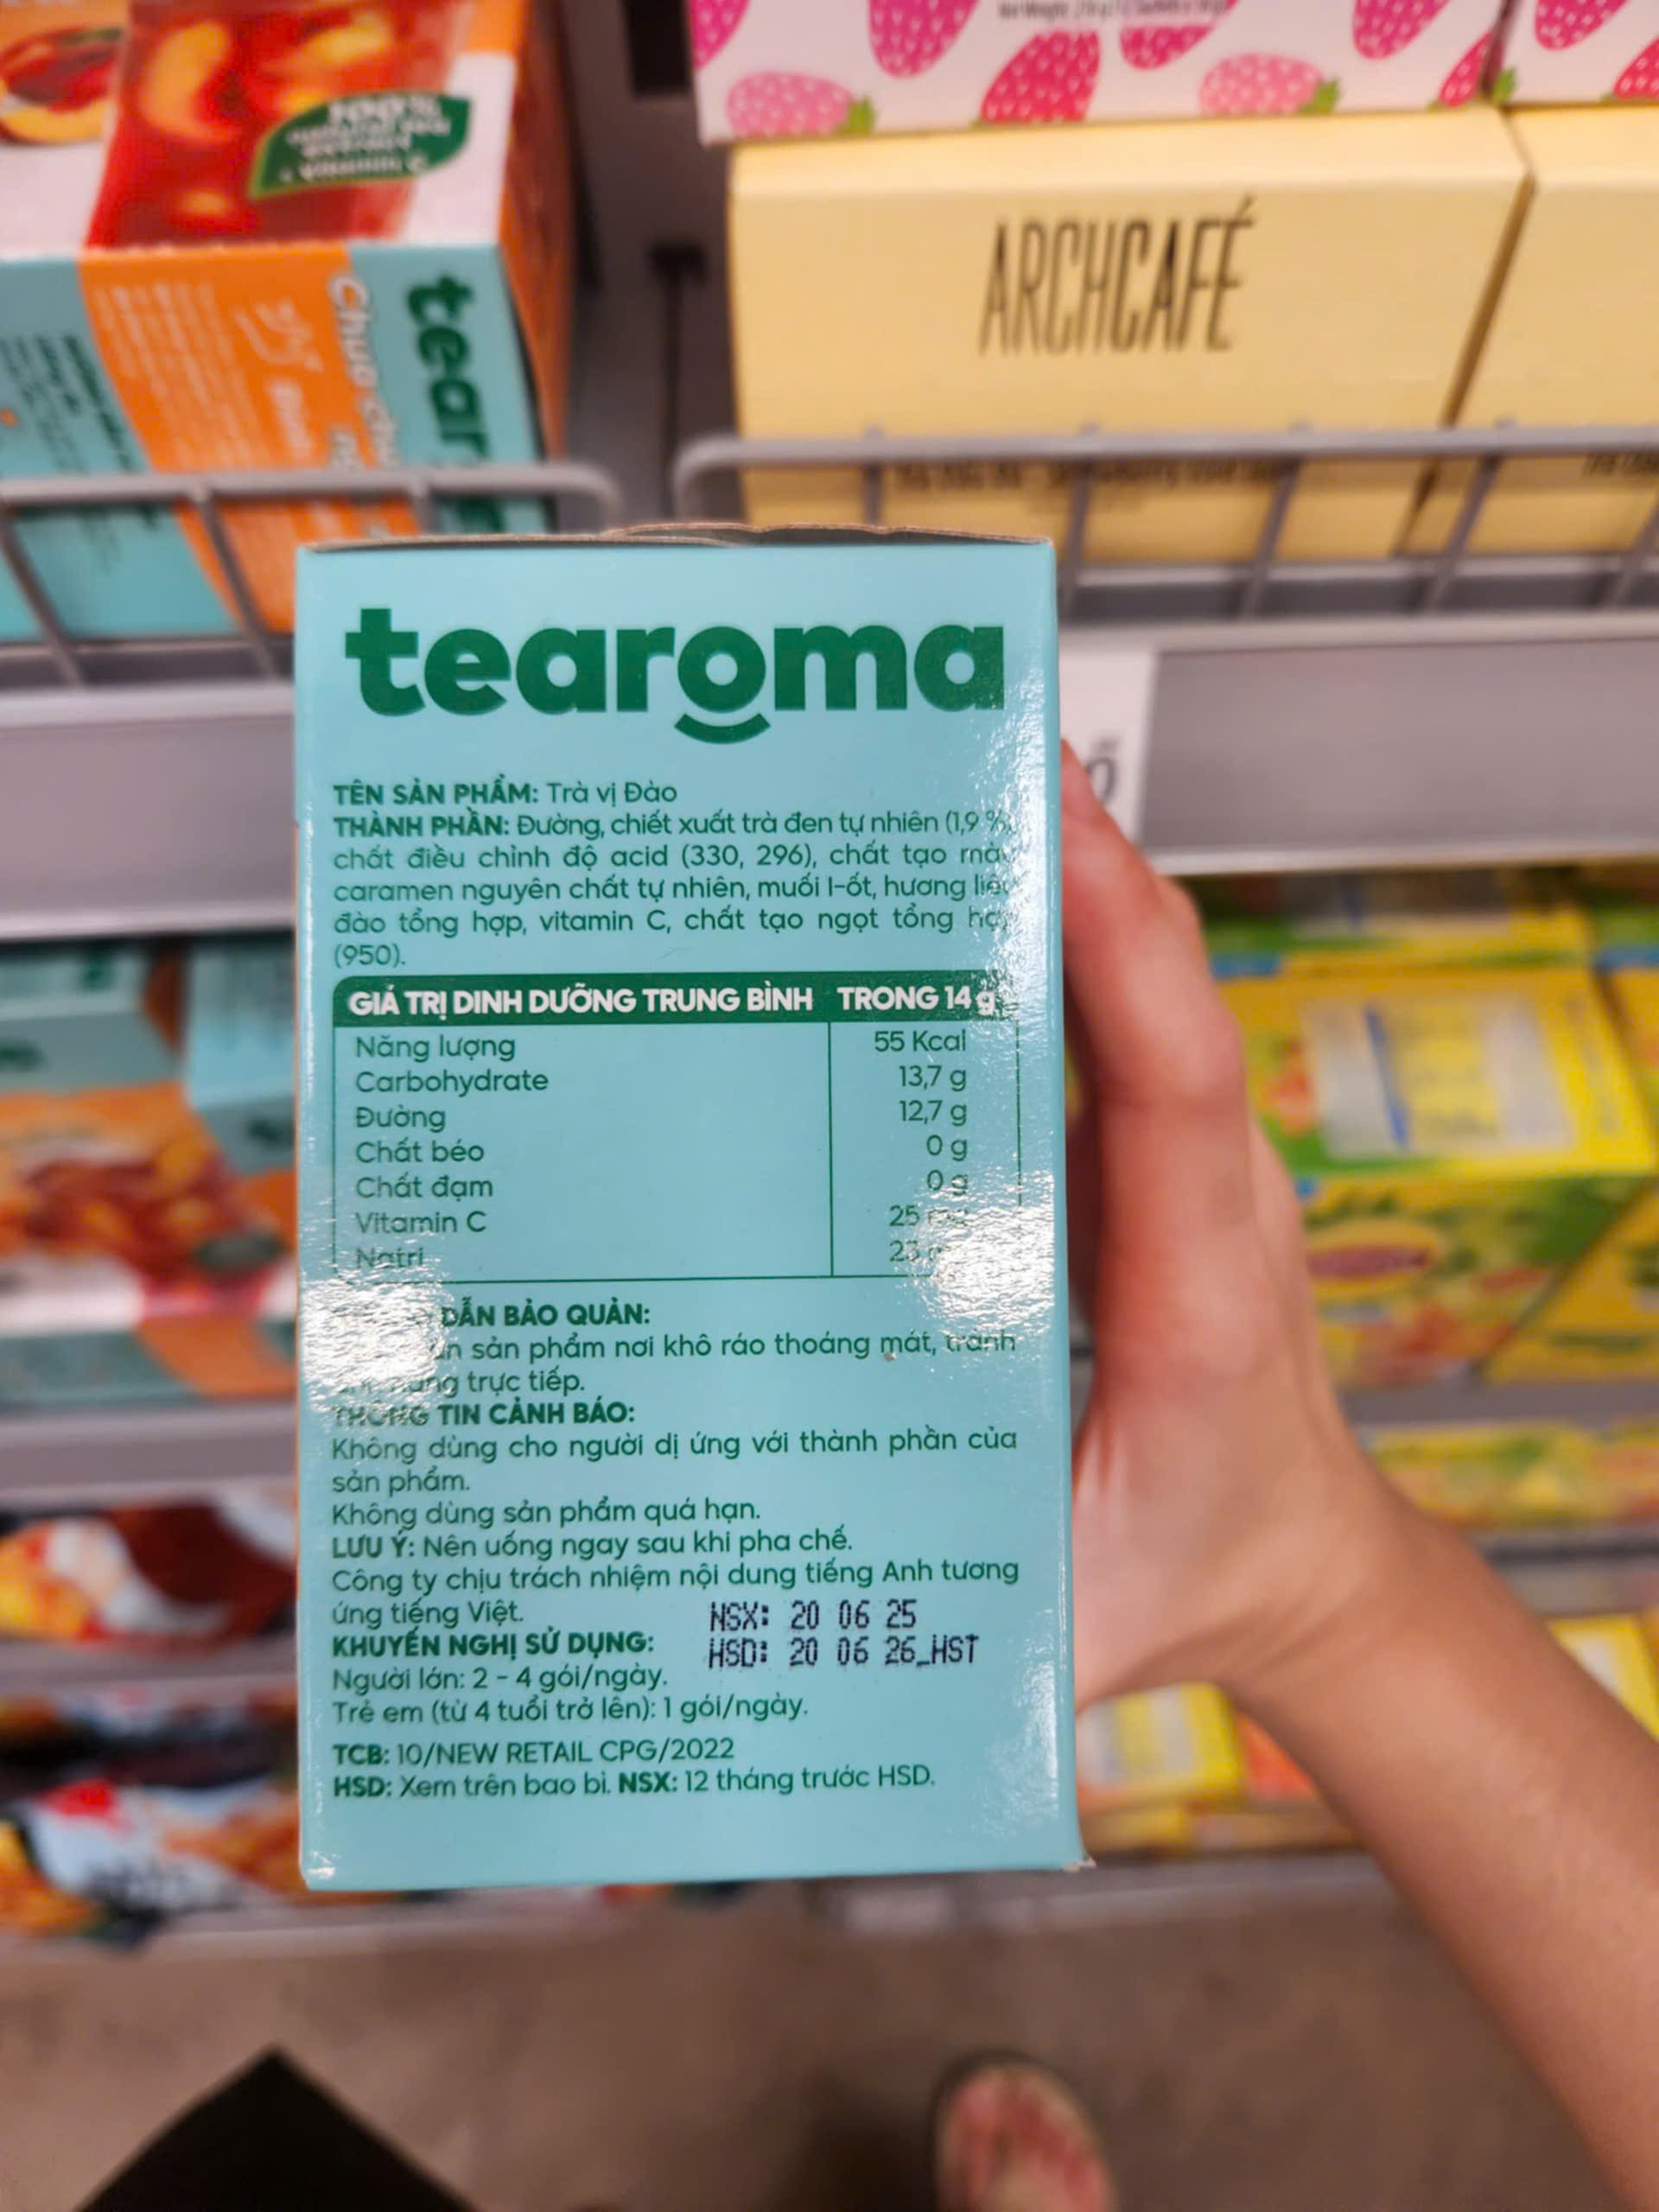 100%
ARCHCAFÉ
tear
tearoma
TÊN SẢN PHẨM: Trà vị Đào
THÀNH PHẦN: Đường, chiết xuất trà đen tự nhiên (1,9 %),
chất điều chỉnh độ acid (330, 296), chất tạo màu
caramen nguyên chất tự nhiên, muối I-ốt, hương liệu
đào tổng hợp, vitamin C, chất tạo ngọt tổng hợp
(950).
GIÁ TRỊ DINH DƯỠNG TRUNG BÌNH TRONG 14 g
Năng lượng 55 Kcal
Carbohydrate 13,7 g
Đường 12,7 g
Chất béo 0 g
Chất đạm 0 g
Vitamin C 25
Natri 23
DẪN BẢO QUẢN:
sản phẩm nơi khô ráo thoáng mát, tránh
trực tiếp.
THÔNG TIN CẢNH BÁO:
Không dùng cho người dị ứng với thành phần của
sản phẩm.
Không dùng sản phẩm quá hạn.
LƯU Ý: Nên uống ngay sau khi pha chế.
Công ty chịu trách nhiệm nội dung tiếng Anh tương
ứng tiếng Việt.
NSX: 20 06 25
KHUYẾN NGHỊ SỬ DỤNG:
HSD: 20 06 26_HST
Người lớn: 2 - 4 gói/ngày.
Trẻ em (từ 4 tuổi trở lên): 1 gói/ngày.
TCB: 10/NEW RETAIL CPG/2022
HSD: Xem trên bao bì. NSX: 12 tháng trước HSD.